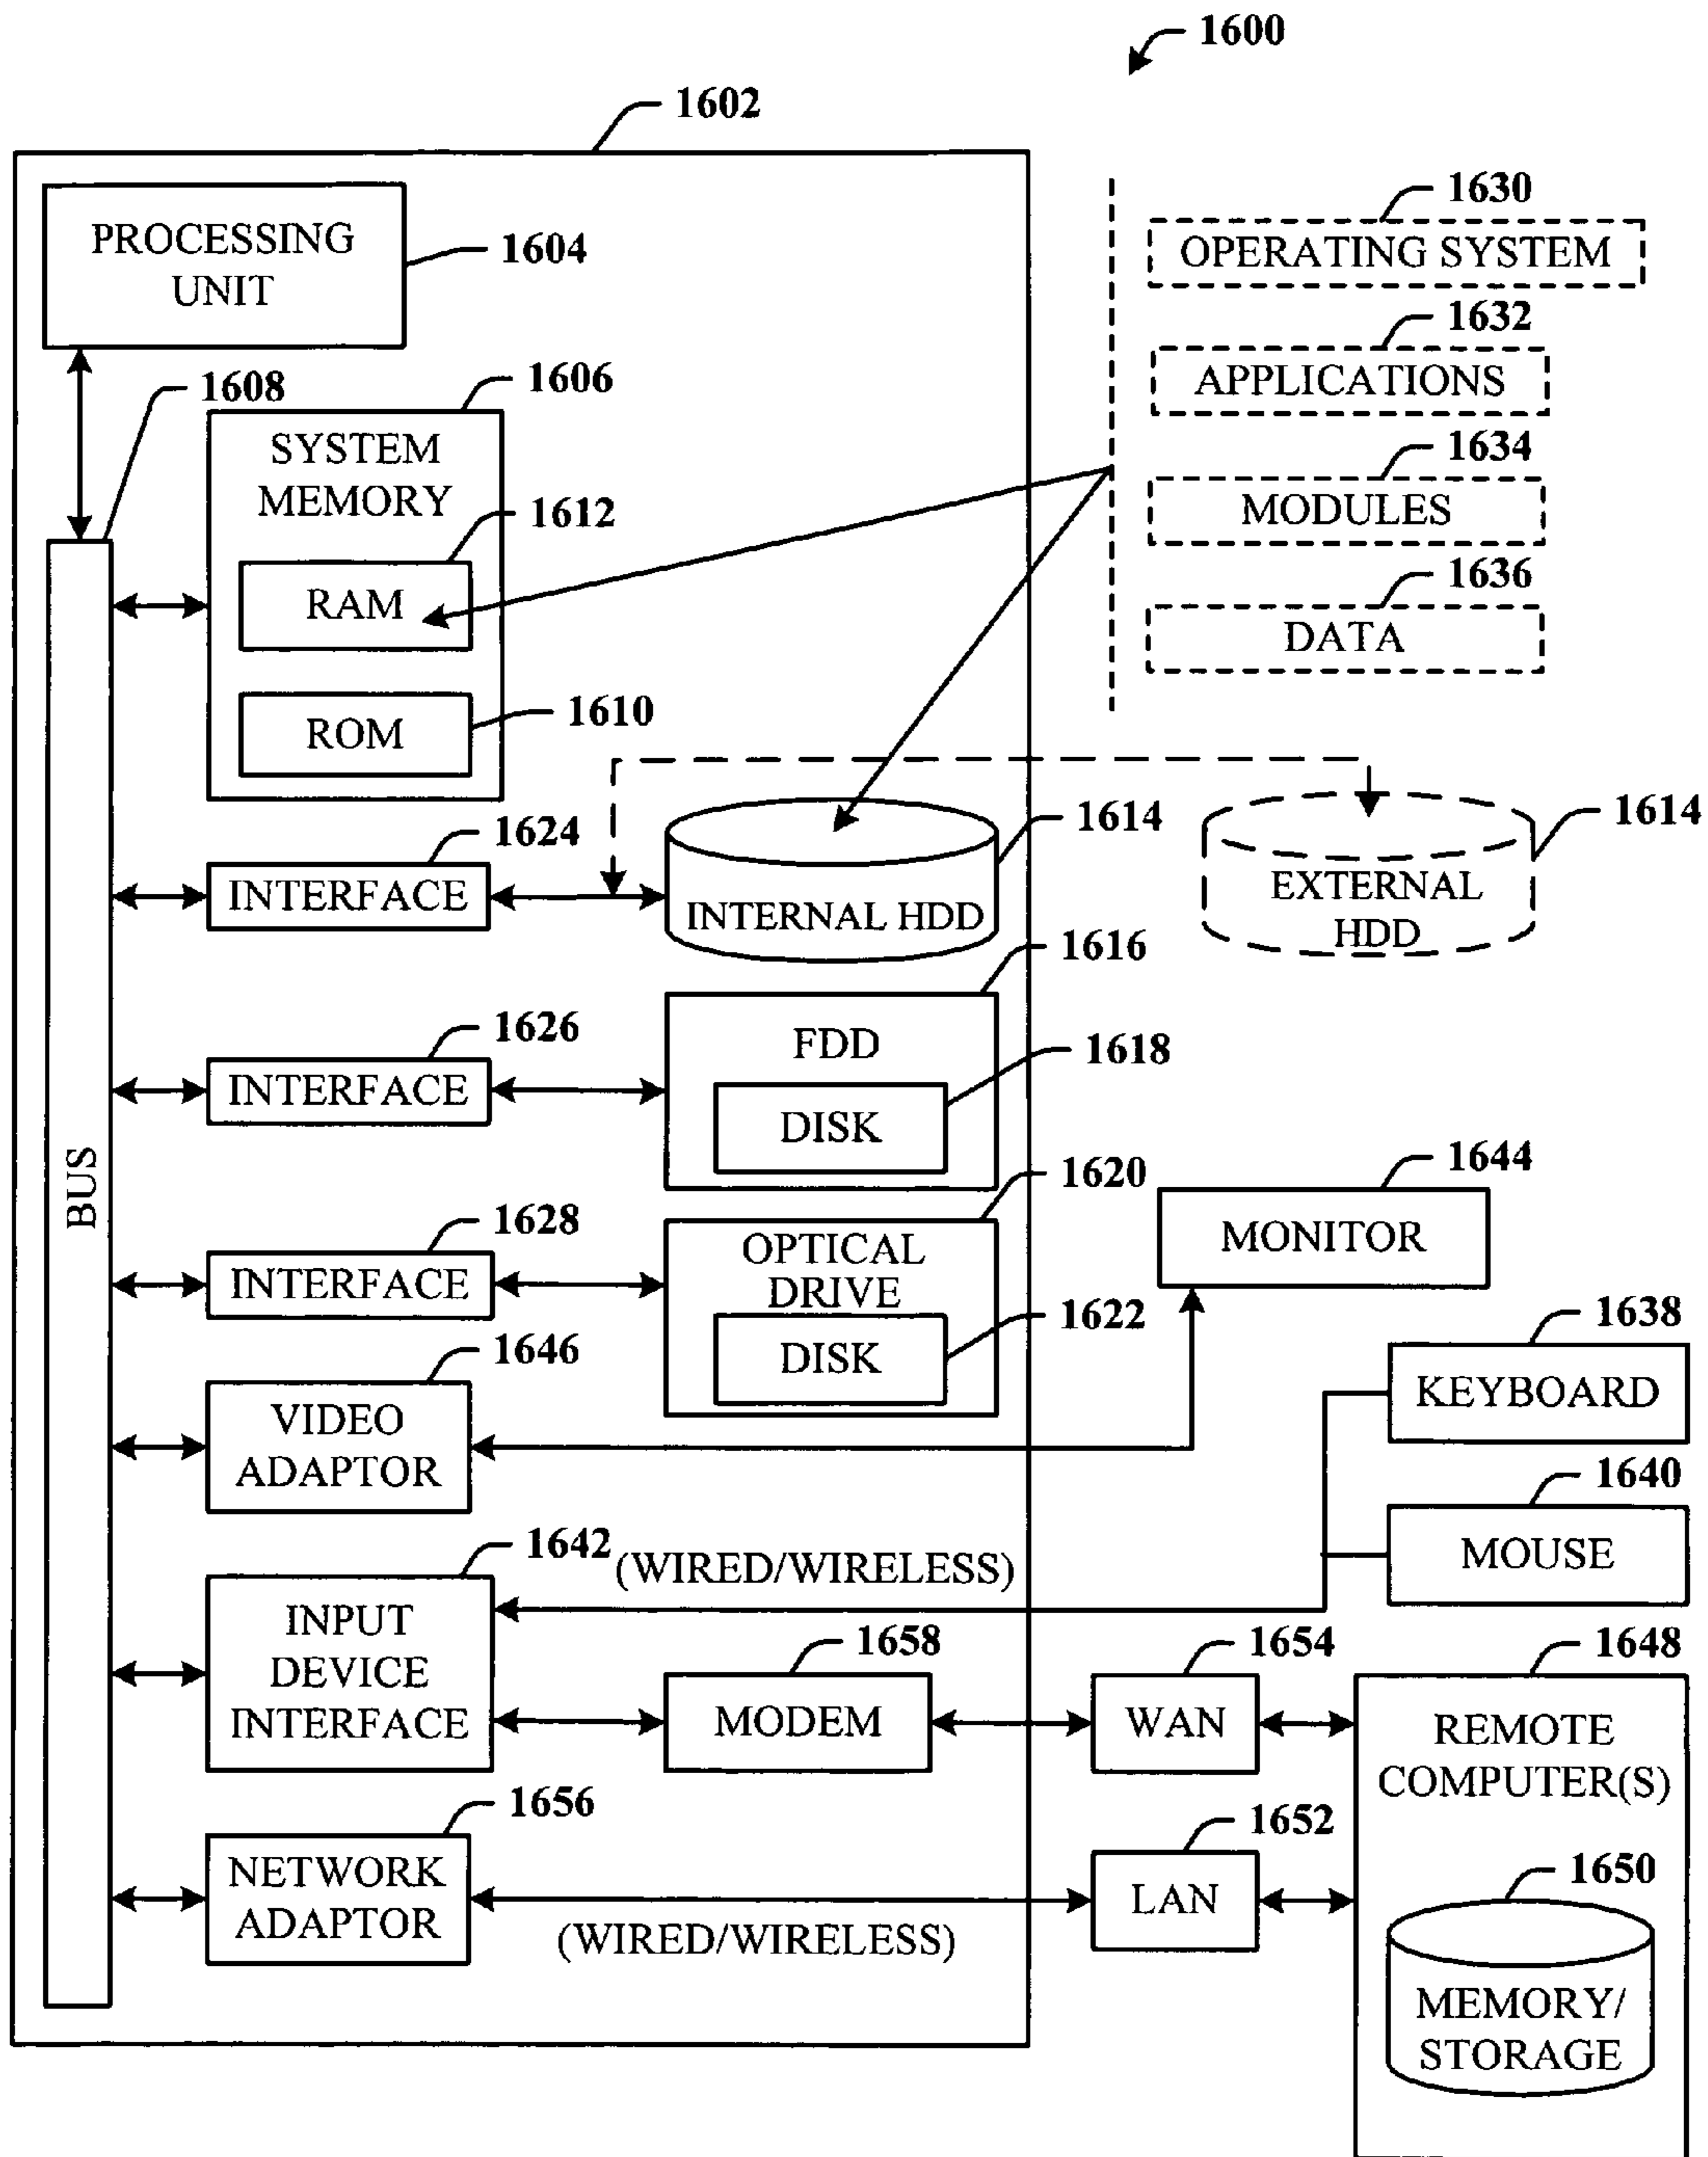 1600
1602
PROCESSING
UNIT
1604
1630
OPERATING SYSTEM
1632
APPLICATIONS
1634
MODULES
1636
DATA
1608
1606
SYSTEM
MEMORY
1612
RAM
1610
ROM
BUS
1624
INTERFACE
1614
INTERNAL HDD
1614
EXTERNAL
HDD
1626
INTERFACE
1616
FDD
1618
DISK
1628
INTERFACE
1620
OPTICAL
DRIVE
1622
DISK
1644
MONITOR
1646
VIDEO
ADAPTOR
1638
KEYBOARD
1640
MOUSE
1642
(WIRED/WIRELESS)
INPUT
DEVICE
INTERFACE
1658
MODEM
1654
WAN
1648
REMOTE
COMPUTER(S)
1656
NETWORK
ADAPTOR
(WIRED/WIRELESS)
1652
LAN
1650
MEMORY/
STORAGE